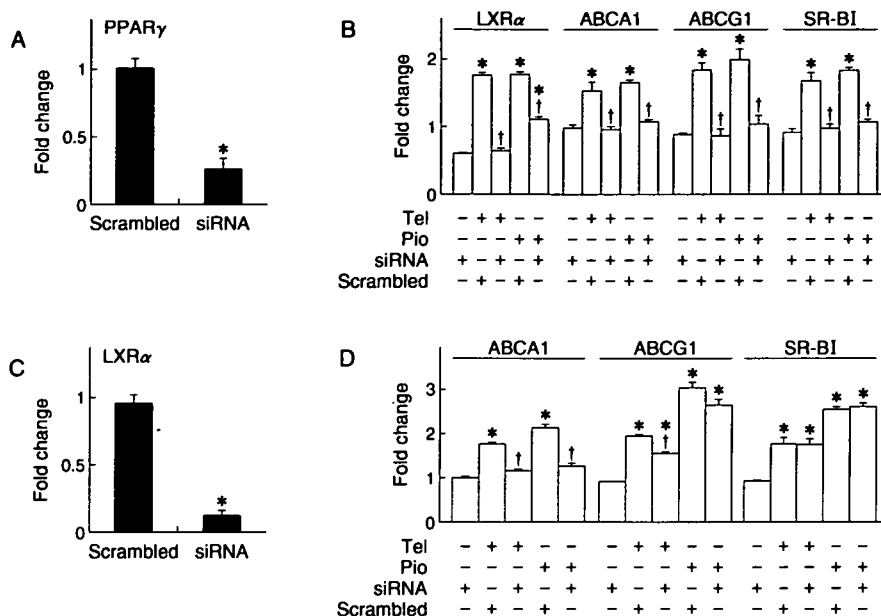 A
PPARγ
Fold change
1
0.5
0
*
Scrambled siRNA
B
LXRα ABCA1 ABCG1 SR-BI
Fold change
2
1
0
* † * * †
* † * †
* † * †
* † * †
Tel − + + − − − + + − − − + + − − − + + − −
Pio − − − + + − − − + + − − − + + − − − + +
siRNA + − + − + + − + − + + − + − + + − + − +
Scrambled − + − + − − + − + − − + − + − − + − + −
C
LXRα
Fold change
1
0.5
0
*
Scrambled siRNA
D
ABCA1 ABCG1 SR-BI
Fold change
3
2
1
0
* † * †
* * † * *
* * * *
Tel − + + − − − + + − − − + + − −
Pio − − − + + − − − + + − − − + +
siRNA + − + − + + − + − + + − + − +
Scrambled − + − + − − + − + − − + − + −